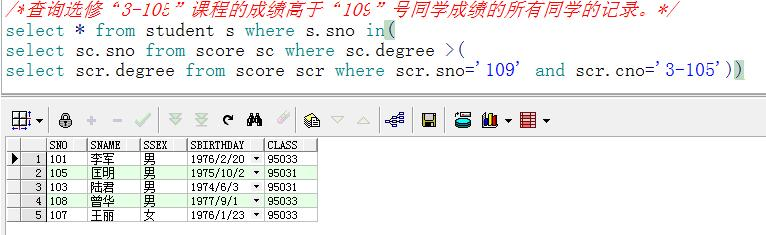 /*查询选修“3-105”课程的成绩高于“109”号同学成绩的所有同学的记录。*/
select * from student s where s.sno in(
select sc.sno from score sc where sc.degree >(
select scr.degree from score scr where scr.sno='109' and scr.cno='3-105'))
SNO SNAME SSEX SBIRTHDAY CLASS
1 101 李军 男 1976/2/20 95033
2 105 匡明 男 1975/10/2 95031
3 103 陆君 男 1974/6/3 95031
4 108 曾华 男 1977/9/1 95033
5 107 王丽 女 1976/1/23 95033